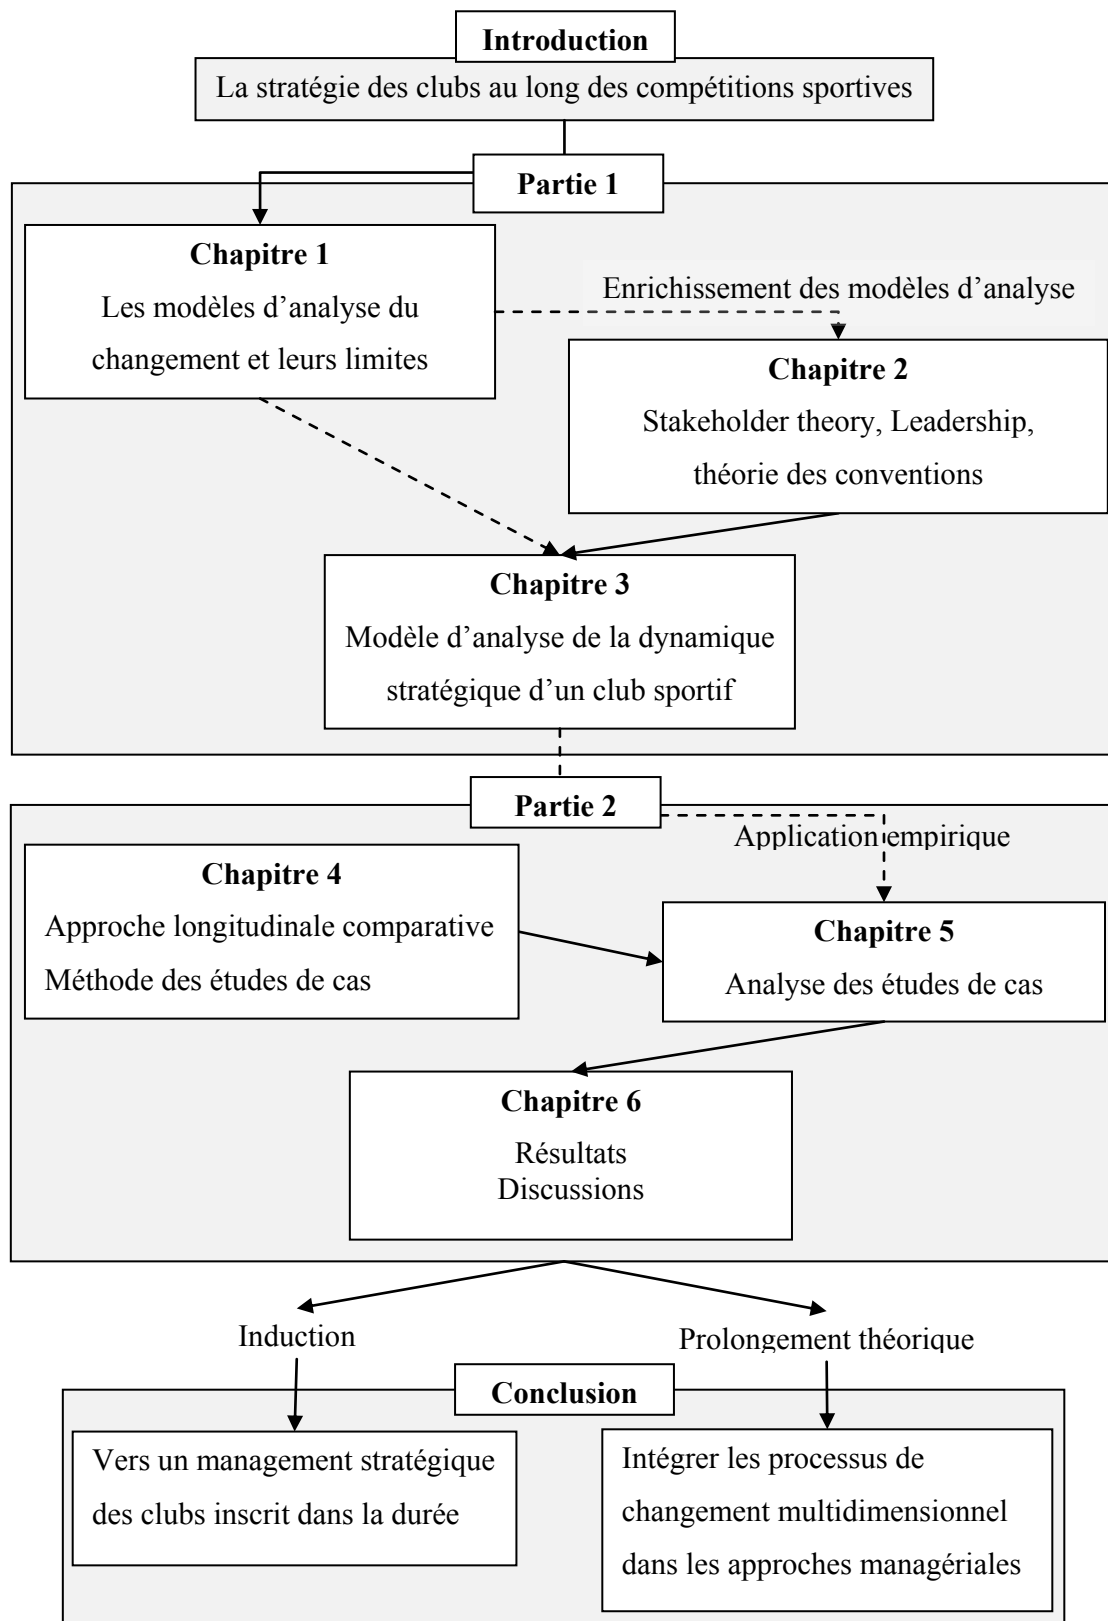 Introduction
La stratégie des clubs au long des compétitions sportives
Partie 1
Chapitre 1
Les modèles d’analyse du
changement et leurs limites
Enrichissement des modèles d’analyse
Chapitre 2
Stakeholder theory, Leadership,
théorie des conventions
Chapitre 3
Modèle d’analyse de la dynamique
stratégique d’un club sportif
Partie 2
Application empirique
Chapitre 4
Approche longitudinale comparative
Méthode des études de cas
Chapitre 5
Analyse des études de cas
Chapitre 6
Résultats
Discussions
Induction
Prolongement théorique
Conclusion
Vers un management stratégique
des clubs inscrit dans la durée
Intégrer les processus de
changement multidimensionnel
dans les approches managériales